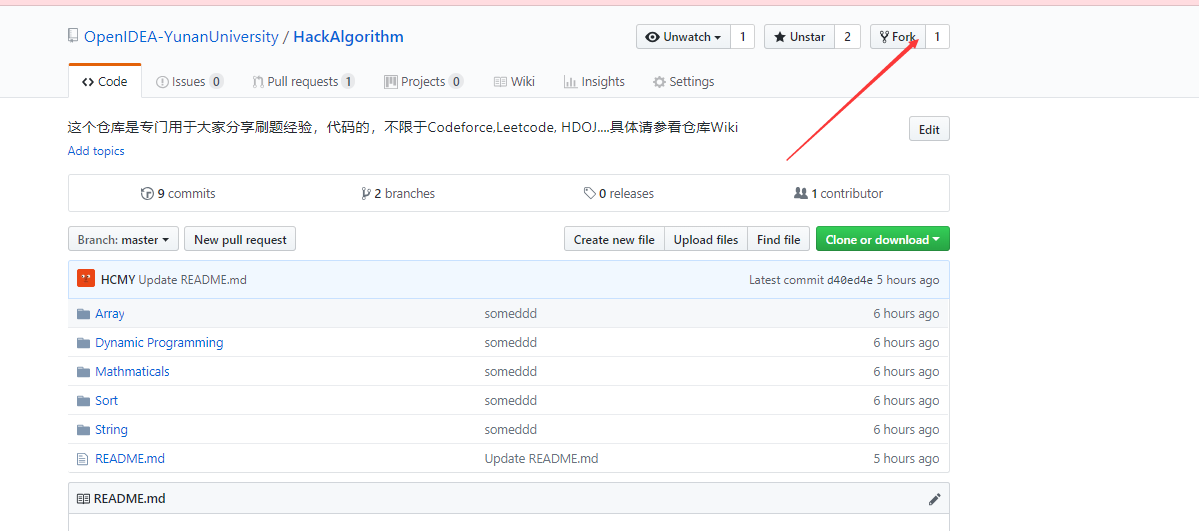 OpenIDEA-YunanUniversity / HackAlgorithm
Unwatch 1 Unstar 2 Fork 1
Code Issues 0 Pull requests 1 Projects 0 Wiki Insights Settings
这个仓库是专门用于大家分享刷题经验，代码的，不限于Codeforce,Leetcode, HDOJ....具体请参看仓库Wiki
Edit
Add topics
9 commits 2 branches 0 releases 1 contributor
Branch: master New pull request Create new file Upload files Find file Clone or download
HCMY Update README.md Latest commit d40ed4e 5 hours ago
Array someddd 6 hours ago
Dynamic Programming someddd 6 hours ago
Mathmaticals someddd 6 hours ago
Sort someddd 6 hours ago
String someddd 6 hours ago
README.md Update README.md 5 hours ago
README.md